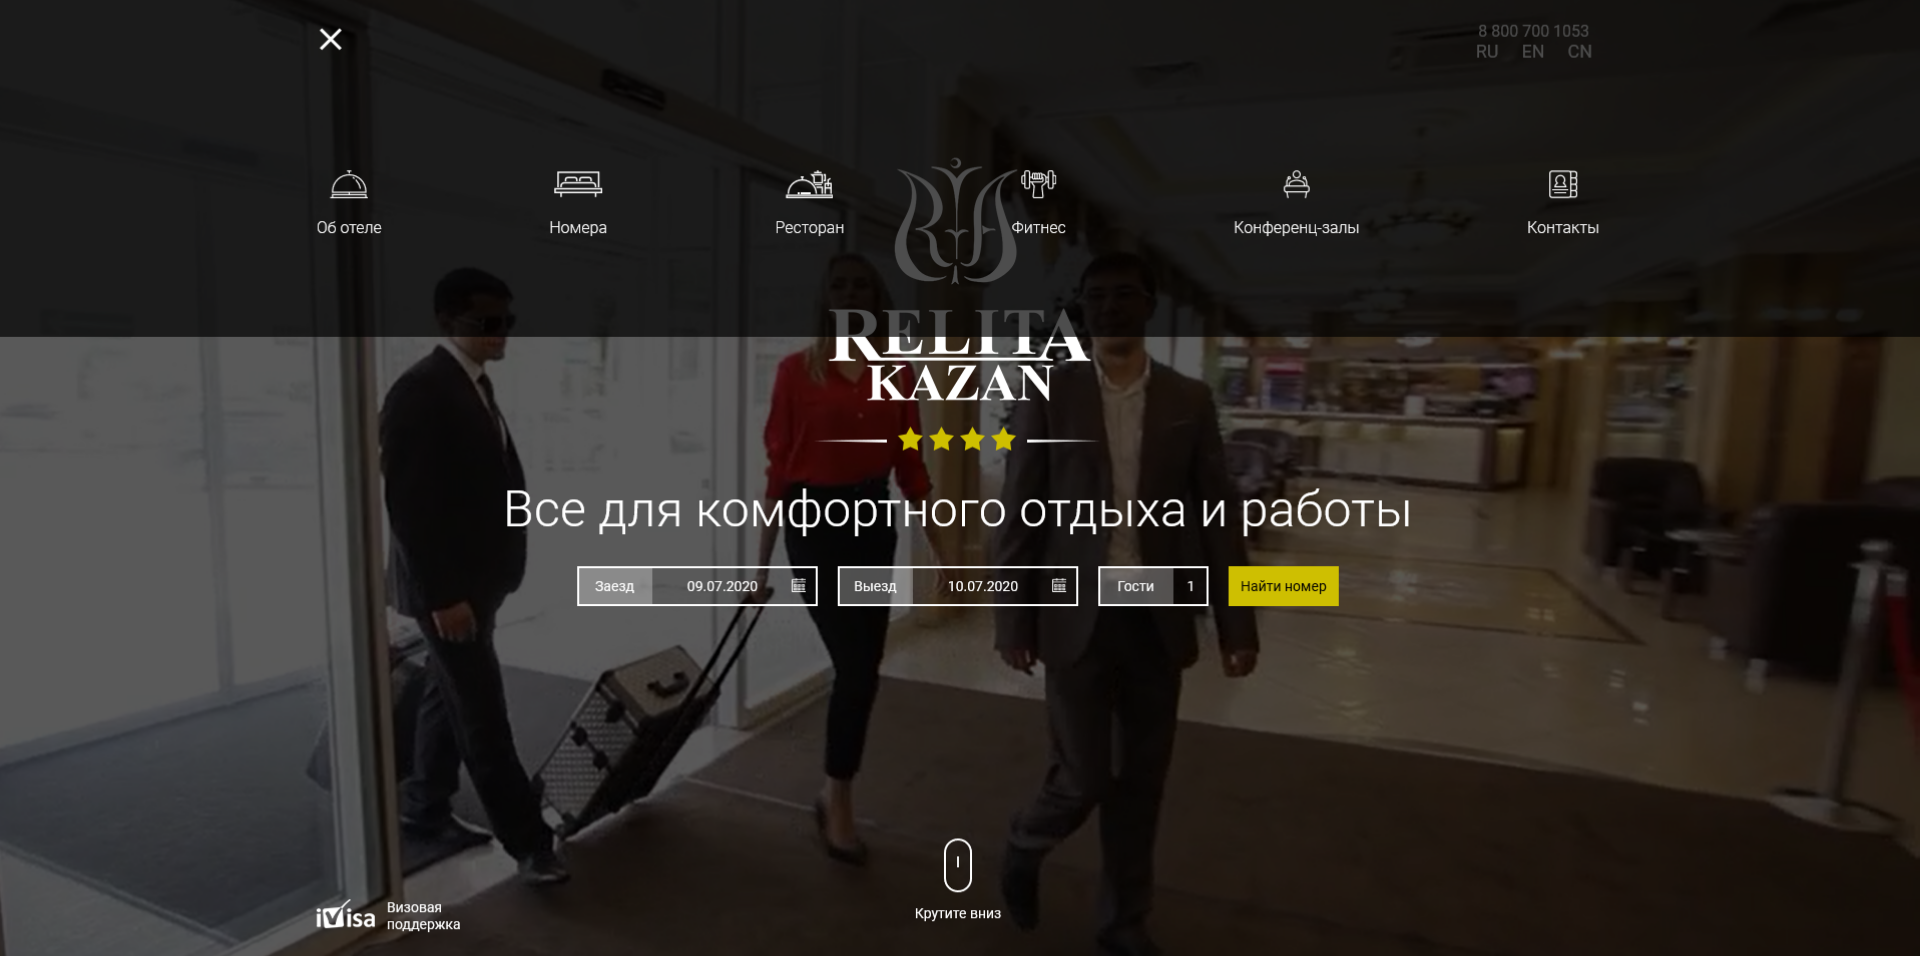 8 800 700 1053
RU EN CN
Об отеле
Номера
Ресторан
Фитнес
Конференц-залы
Контакты
RELITA
KAZAN
Все для комфортного отдыха и работы
Заезд 09.07.2020
Выезд 10.07.2020
Гости 1
Найти номер
iVisa
Визовая
поддержка
Крутите вниз